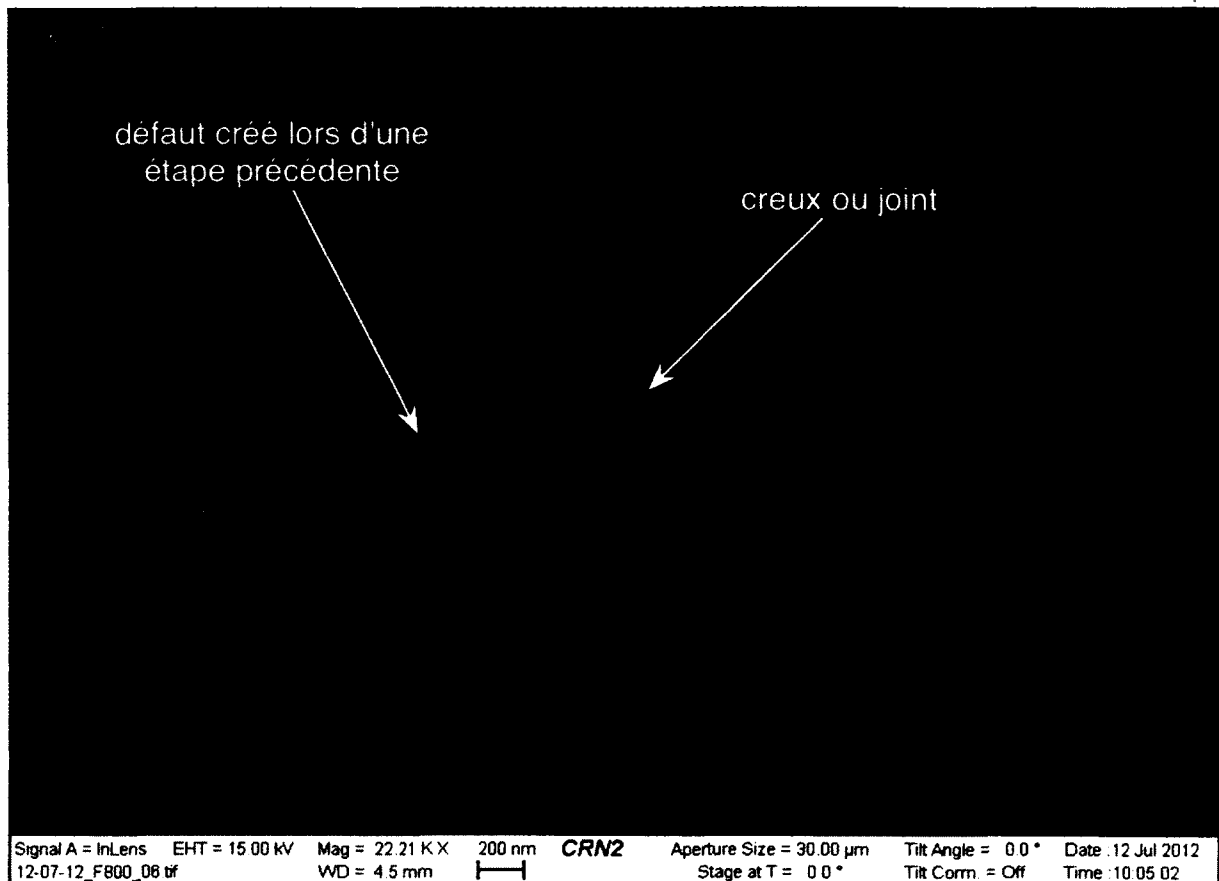 défaut créé lors d'une
étape précédente
creux ou joint
Signal A = InLens EHT = 15.00 kV Mag = 22.21 K X 200 nm CRN2 Aperture Size = 30.00 µm Tilt Angle = 0.0 ° Date :12 Jul 2012
12-07-12_F800_06.tif WD = 4.5 mm Stage at T = 0.0 ° Tilt Corrn. = Off Time :10:05:02